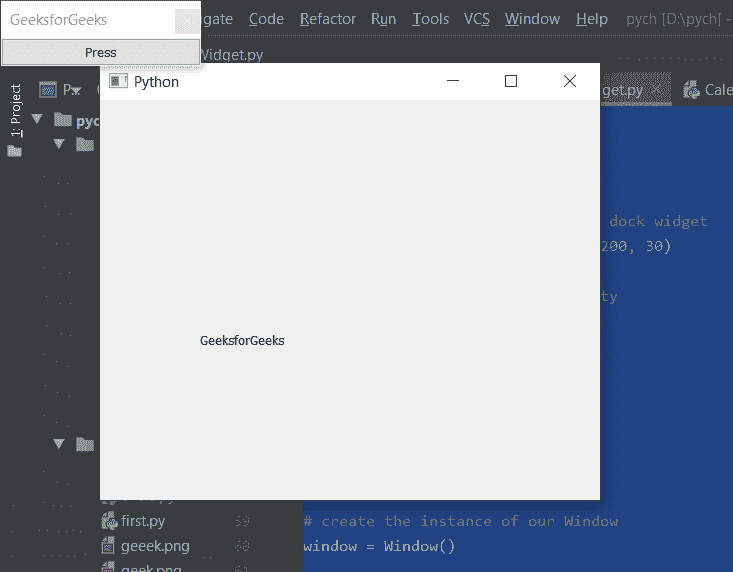 GeeksforGeeks
gate Code Refactor Run Tools VCS Window Help pych [D:\pych] -
Press
Widget.py
Python
1: Project
P...
get.py
Cale
pyc
dock widget
200, 30)
ty
GeeksforGeeks
first.py
59
# create the instance of our Window
geeek.png
60
window = Window()
geek.png
61